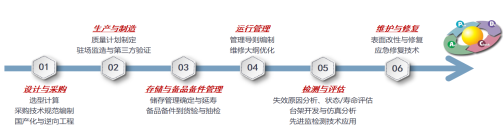 生产与制造
质量计划制定
驻场监造与第三方验证
运行管理
管理导则编制
维修大纲优化
维护与修复
表面改性与修复
应急修复技术
P
D
C
A
01
02
03
04
05
06
设计与采购
选型计算
采购技术规范编制
国产化与逆向工程
存储与备品备件管理
储存管理确定与延寿
备品备件到货验与抽检
检测与评估
失效原因分析、状态/寿命评估
台架开发与仿真分析
先进监检测技术应用